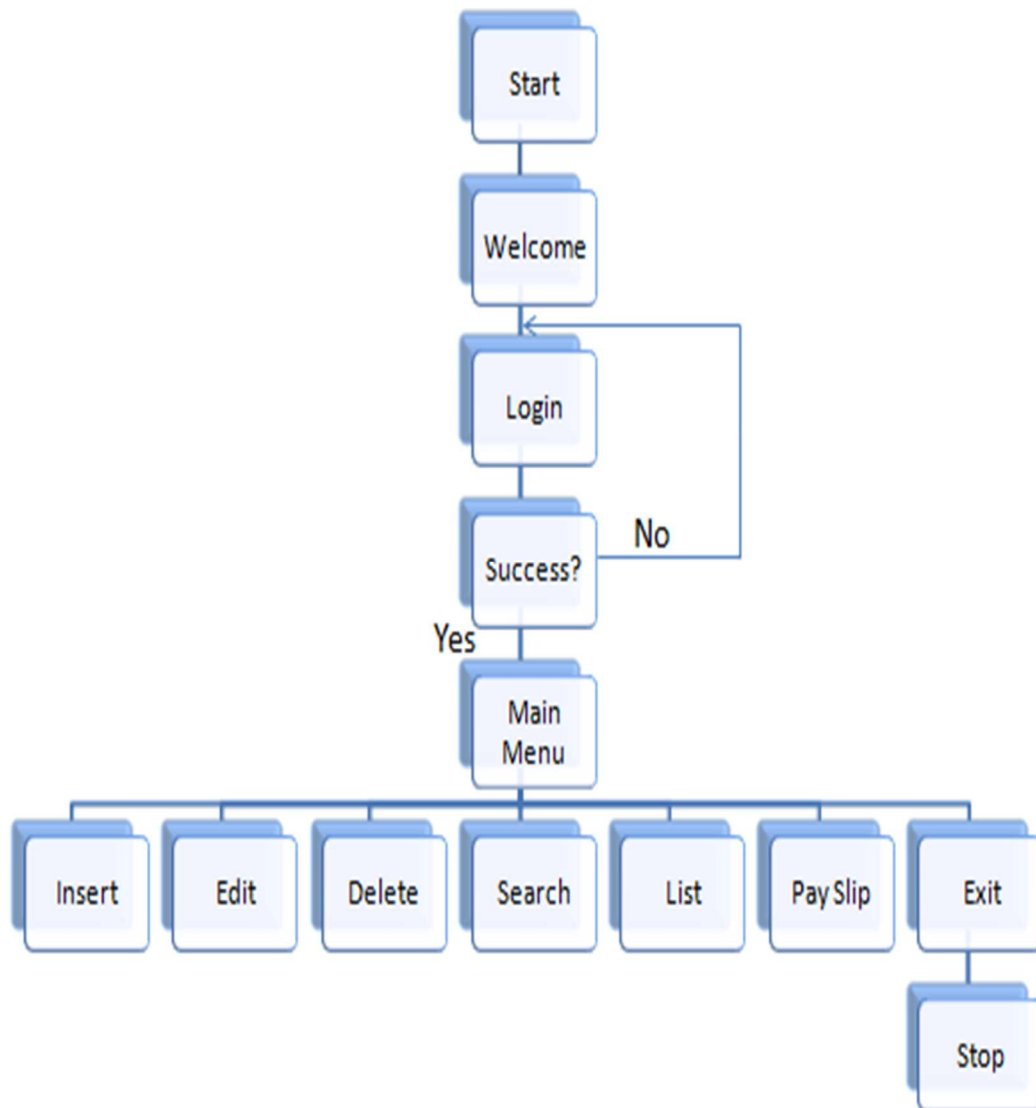 Start
Welcome
Login
Success?
No
Yes
Main
Menu
Insert
Edit
Delete
Search
List
Pay Slip
Exit
Stop